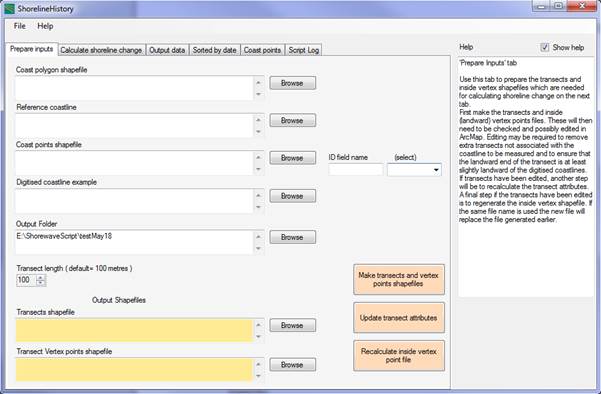 ShorelineHistory
File Help
Prepare inputs Calculate shoreline change Output data Sorted by date Coast points Script Log
Coast polygon shapefile
Browse
Reference coastline
Browse
Coast points shapefile
Browse
ID field name (select)
Digitised coastline example
Browse
Output Folder
E:\ShorewaveScript\testMay18
Browse
Transect length ( default= 100 metres )
100
Output Shapefiles
Transects shapefile
Browse
Transect Vertex points shapefile
Browse
Make transects and vertex
points shapefiles
Update transect attributes
Recalculate inside vertex
point file
Help Show help
'Prepare Inputs' tab
Use this tab to prepare the transects and
inside vertex shapefiles which are needed
for calculating shoreline change on the next
tab.
First make the transects and inside
(landward) vertex points files. These will then
need to be checked and possibly edited in
ArcMap. Editing may be required to remove
extra transects not associated with the
coastline to be measured and to ensure that
the landward end of the transect is at least
slightly landward of the digitised coastlines.
If transects have been edited, another step
will be to recalculate the transect attributes.
A final step if the transects have been edited
is to regenerate the inside vertex shapefile. If
the same file name is used the new file will
replace the file generated earlier.